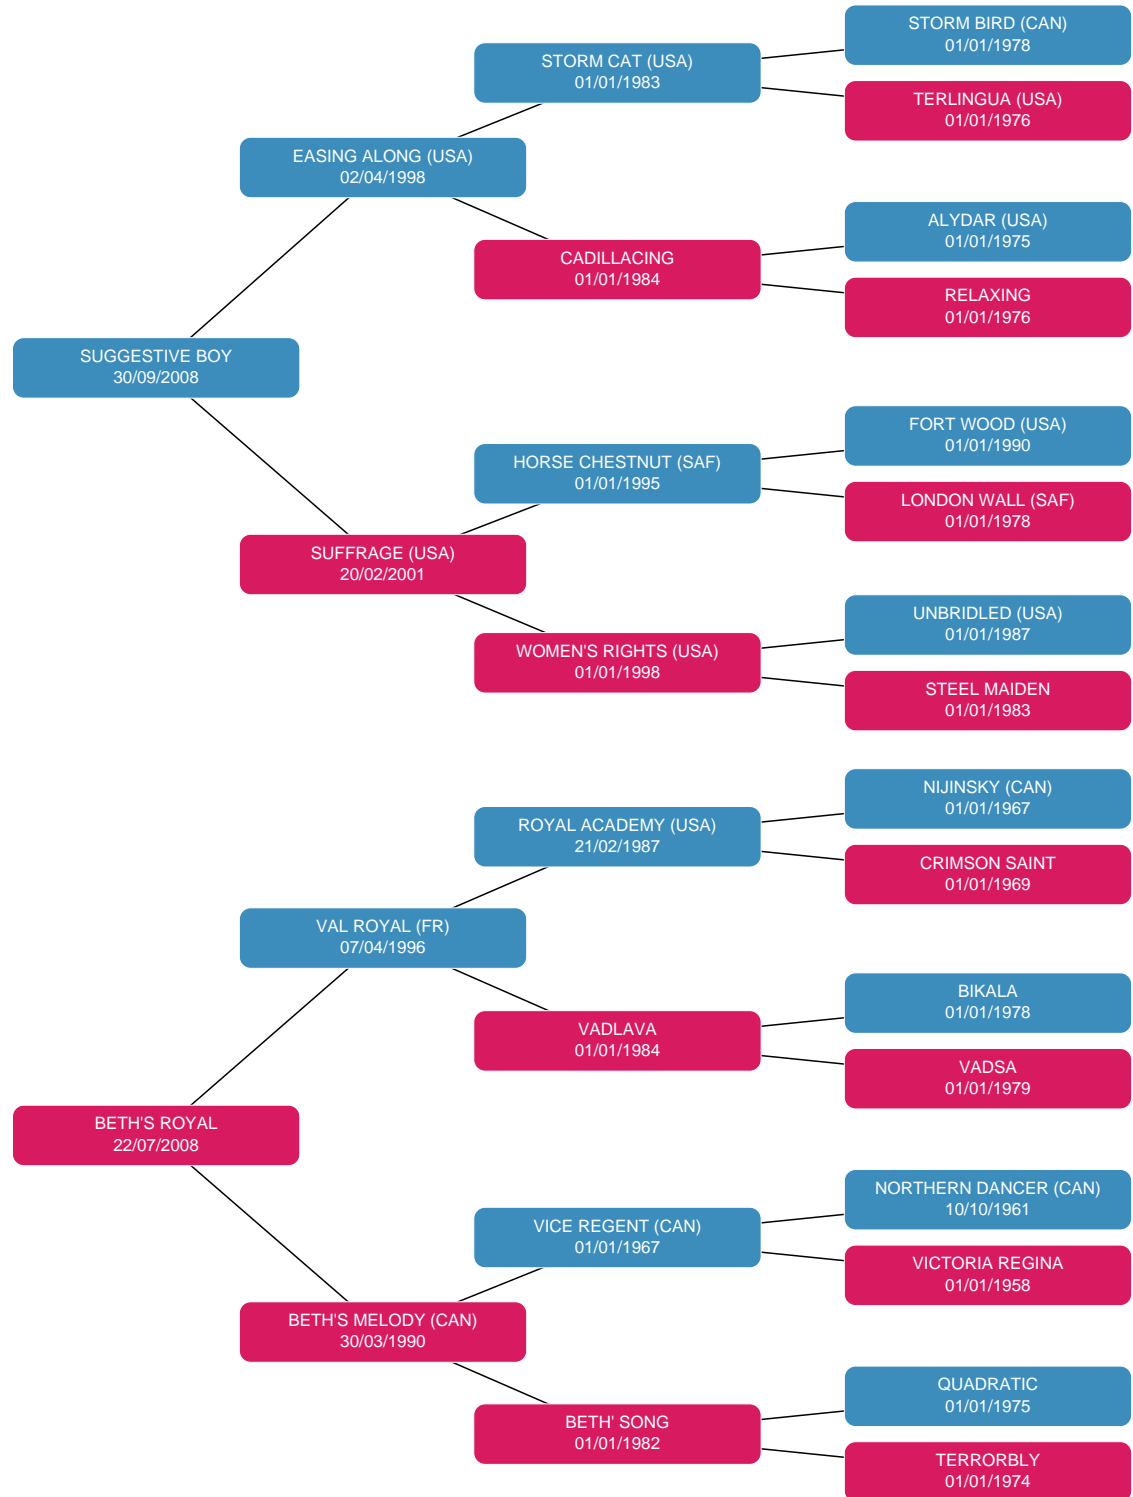 STORM BIRD (CAN)
01/01/1978
STORM CAT (USA)
01/01/1983
TERLINGUA (USA)
01/01/1976
EASING ALONG (USA)
02/04/1998
ALYDAR (USA)
01/01/1975
CADILLACING
01/01/1984
RELAXING
01/01/1976
SUGGESTIVE BOY
30/09/2008
FORT WOOD (USA)
01/01/1990
HORSE CHESTNUT (SAF)
01/01/1995
LONDON WALL (SAF)
01/01/1978
SUFFRAGE (USA)
20/02/2001
UNBRIDLED (USA)
01/01/1987
WOMEN'S RIGHTS (USA)
01/01/1998
STEEL MAIDEN
01/01/1983
NIJINSKY (CAN)
01/01/1967
ROYAL ACADEMY (USA)
21/02/1987
CRIMSON SAINT
01/01/1969
VAL ROYAL (FR)
07/04/1996
BIKALA
01/01/1978
VADLAVA
01/01/1984
VADSA
01/01/1979
BETH'S ROYAL
22/07/2008
NORTHERN DANCER (CAN)
10/10/1961
VICE REGENT (CAN)
01/01/1967
VICTORIA REGINA
01/01/1958
BETH'S MELODY (CAN)
30/03/1990
QUADRATIC
01/01/1975
BETH' SONG
01/01/1982
TERRORBLY
01/01/1974